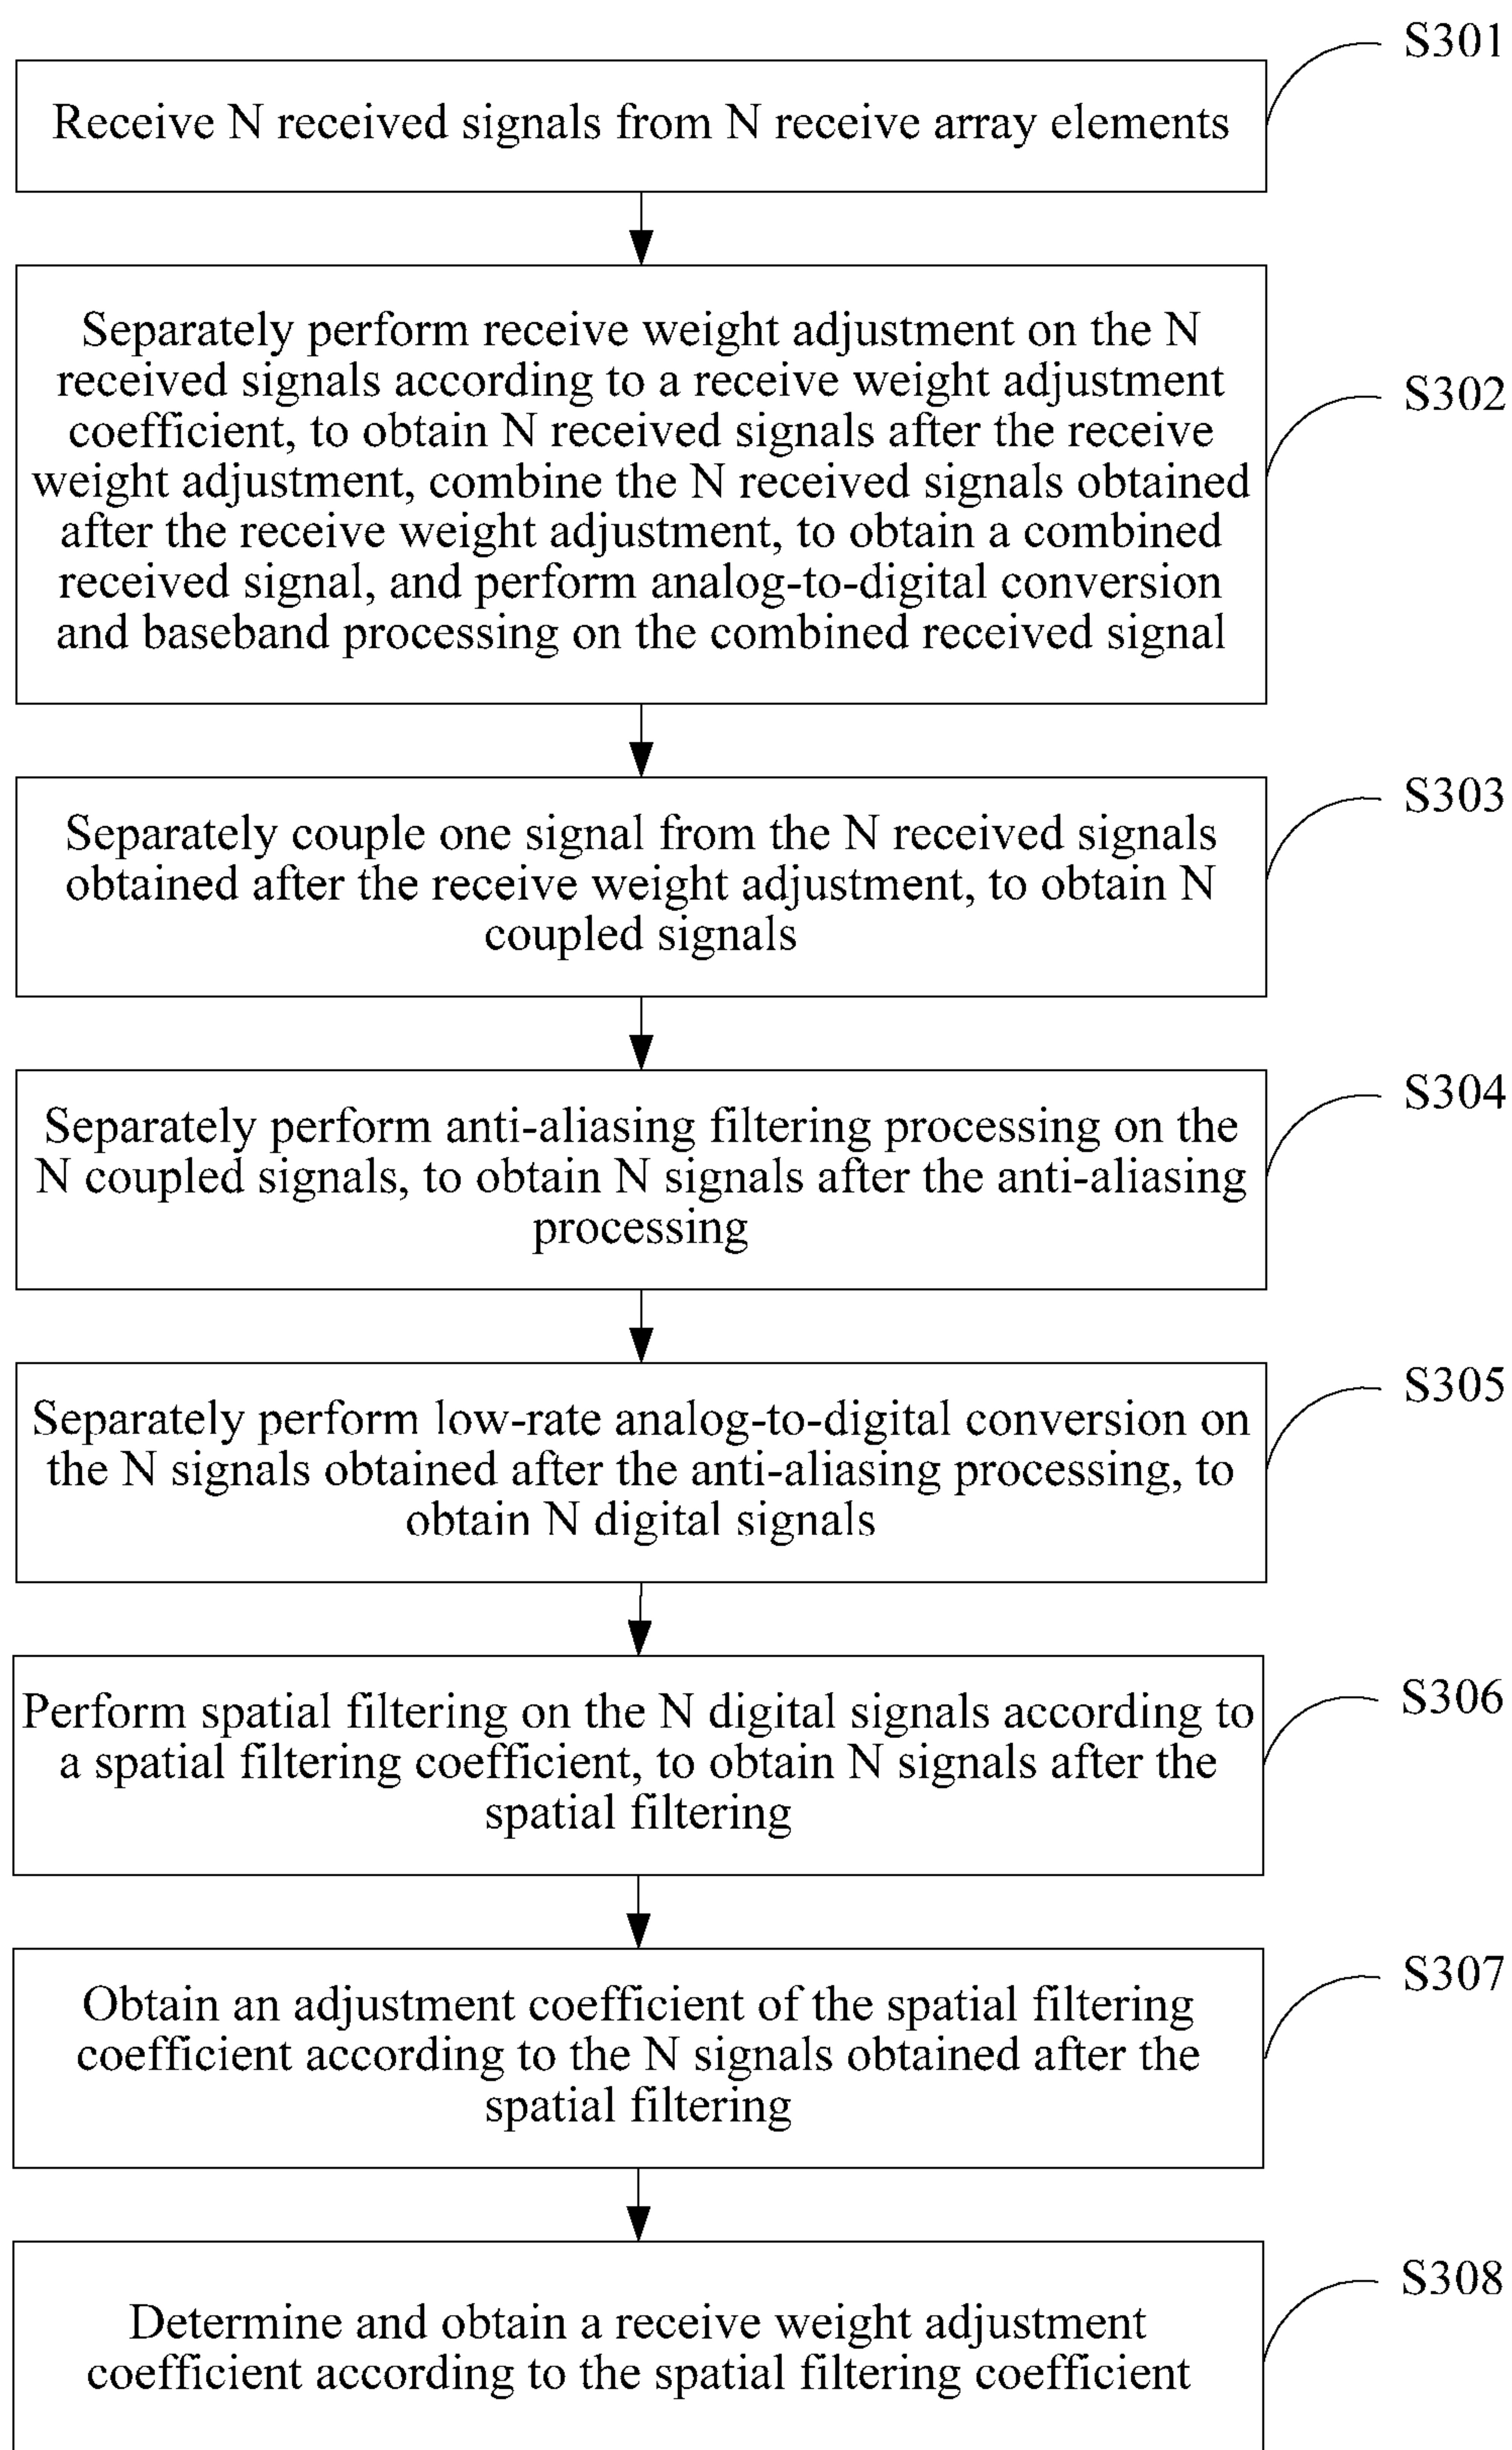 S301
Receive N received signals from N receive array elements
Separately perform receive weight adjustment on the N
received signals according to a receive weight adjustment
coefficient, to obtain N received signals after the receive
weight adjustment, combine the N received signals obtained
after the receive weight adjustment, to obtain a combined
received signal, and perform analog-to-digital conversion
and baseband processing on the combined received signal
S302
Separately couple one signal from the N received signals
obtained after the receive weight adjustment, to obtain N
coupled signals
S303
Separately perform anti-aliasing filtering processing on the
N coupled signals, to obtain N signals after the anti-aliasing
processing
S304
Separately perform low-rate analog-to-digital conversion on
the N signals obtained after the anti-aliasing processing, to
obtain N digital signals
S305
Perform spatial filtering on the N digital signals according to
a spatial filtering coefficient, to obtain N signals after the
spatial filtering
S306
Obtain an adjustment coefficient of the spatial filtering
coefficient according to the N signals obtained after the
spatial filtering
S307
Determine and obtain a receive weight adjustment
coefficient according to the spatial filtering coefficient
S308